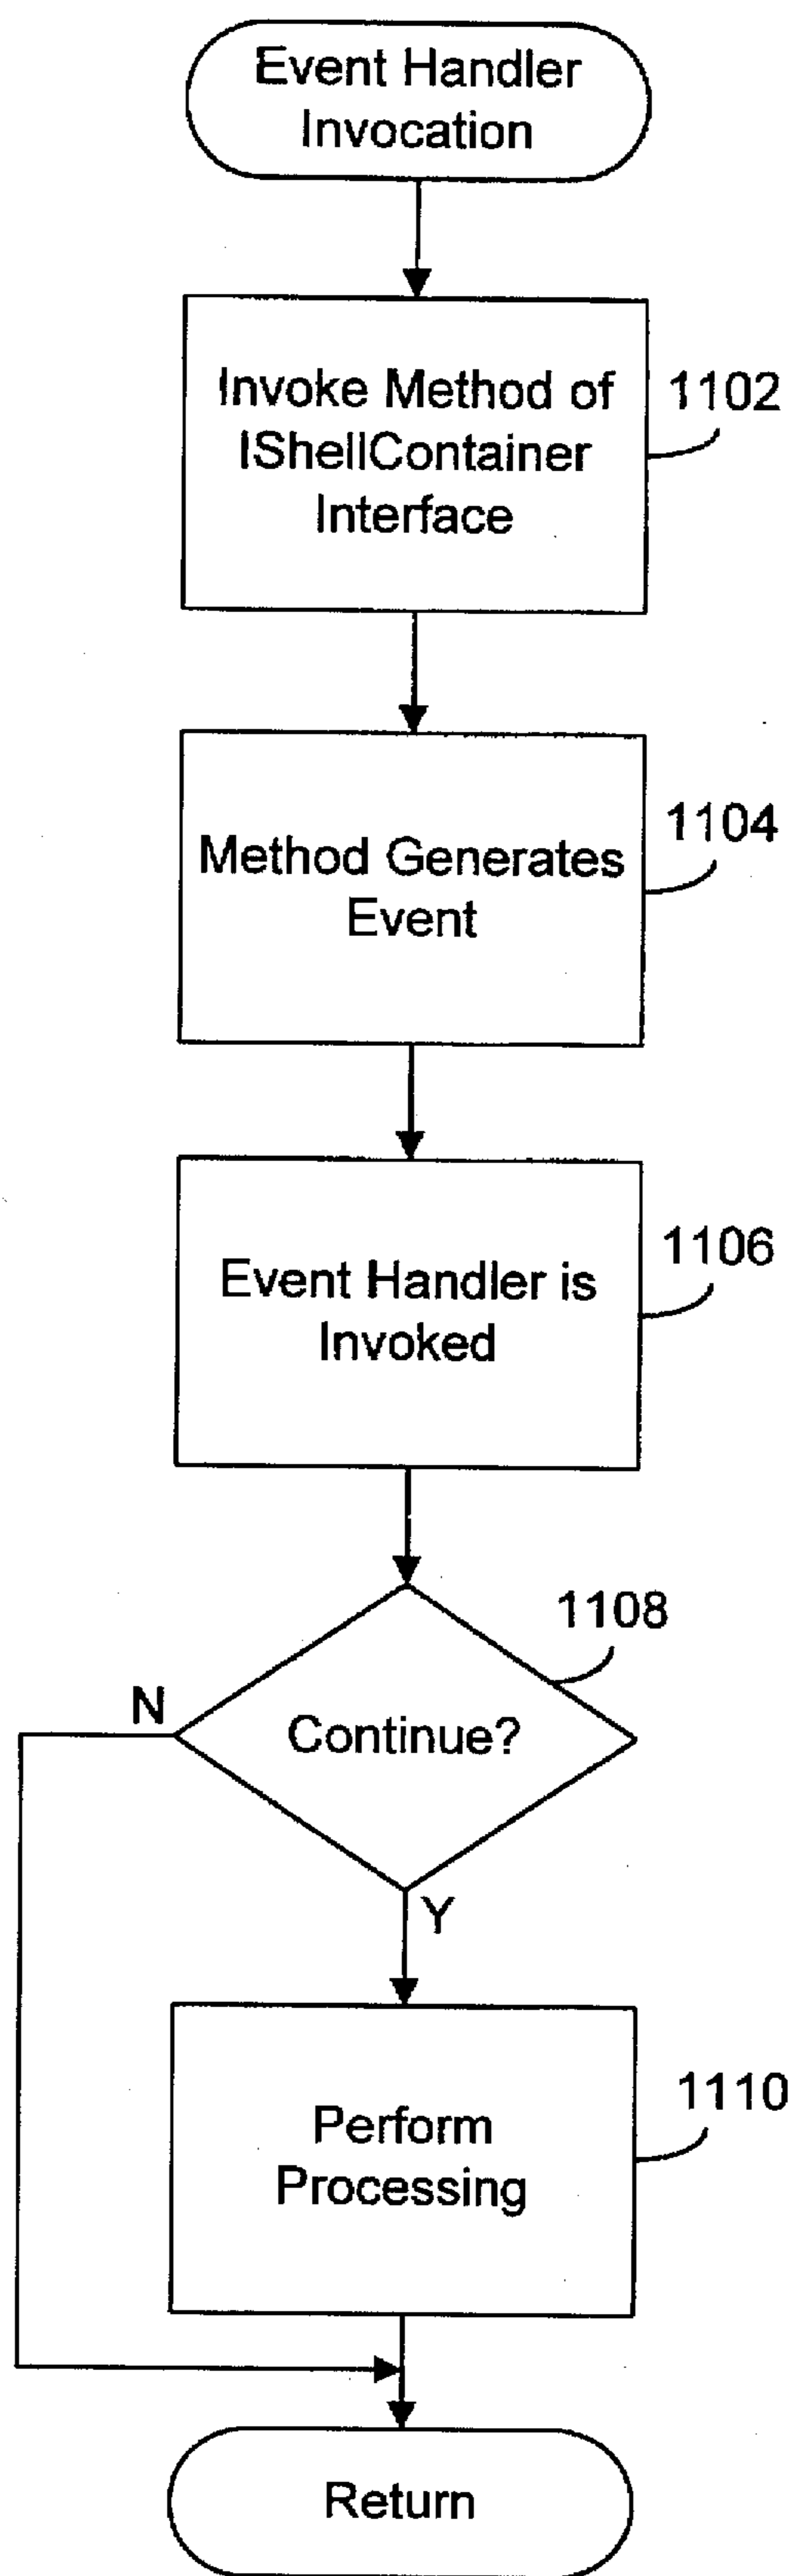 Event Handler
Invocation
Invoke Method of
IShellContainer
Interface
1102
Method Generates
Event
1104
Event Handler is
Invoked
1106
1108
N
Continue?
Y
Perform
Processing
1110
Return